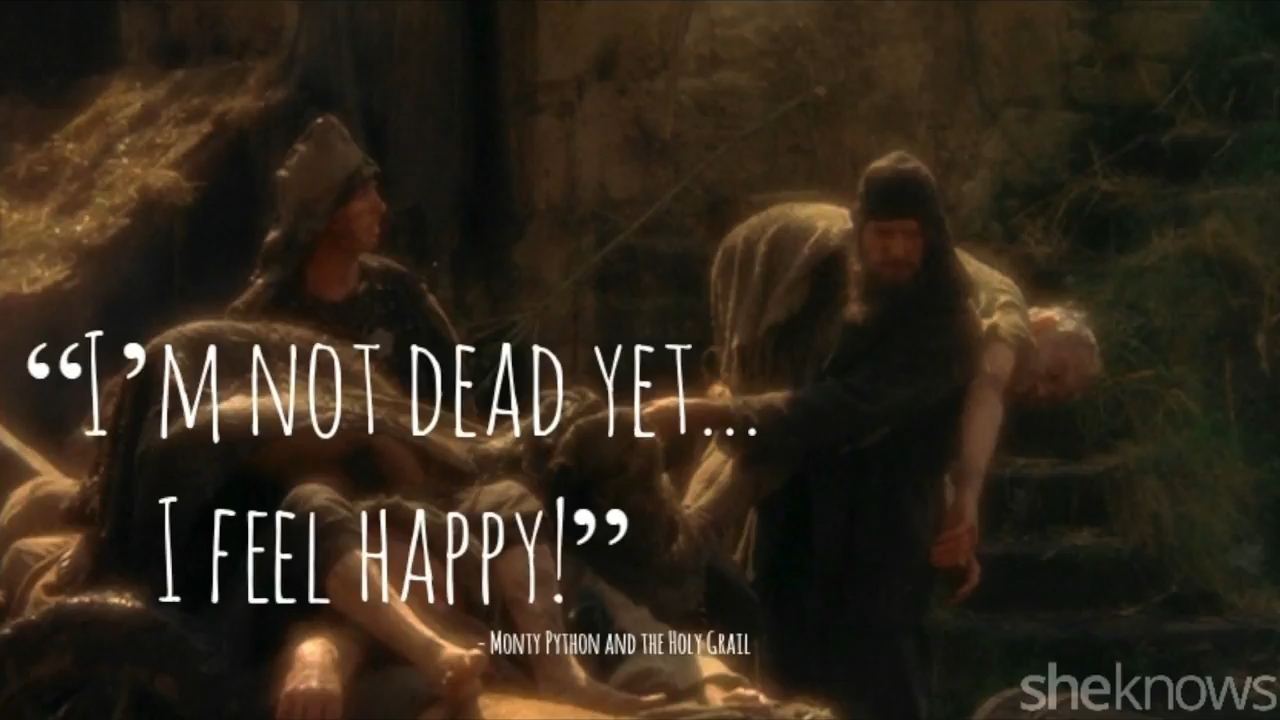 “I’M NOT DEAD YET...
I FEEL HAPPY!”
- MONTY PYTHON AND THE HOLY GRAIL
sheknows